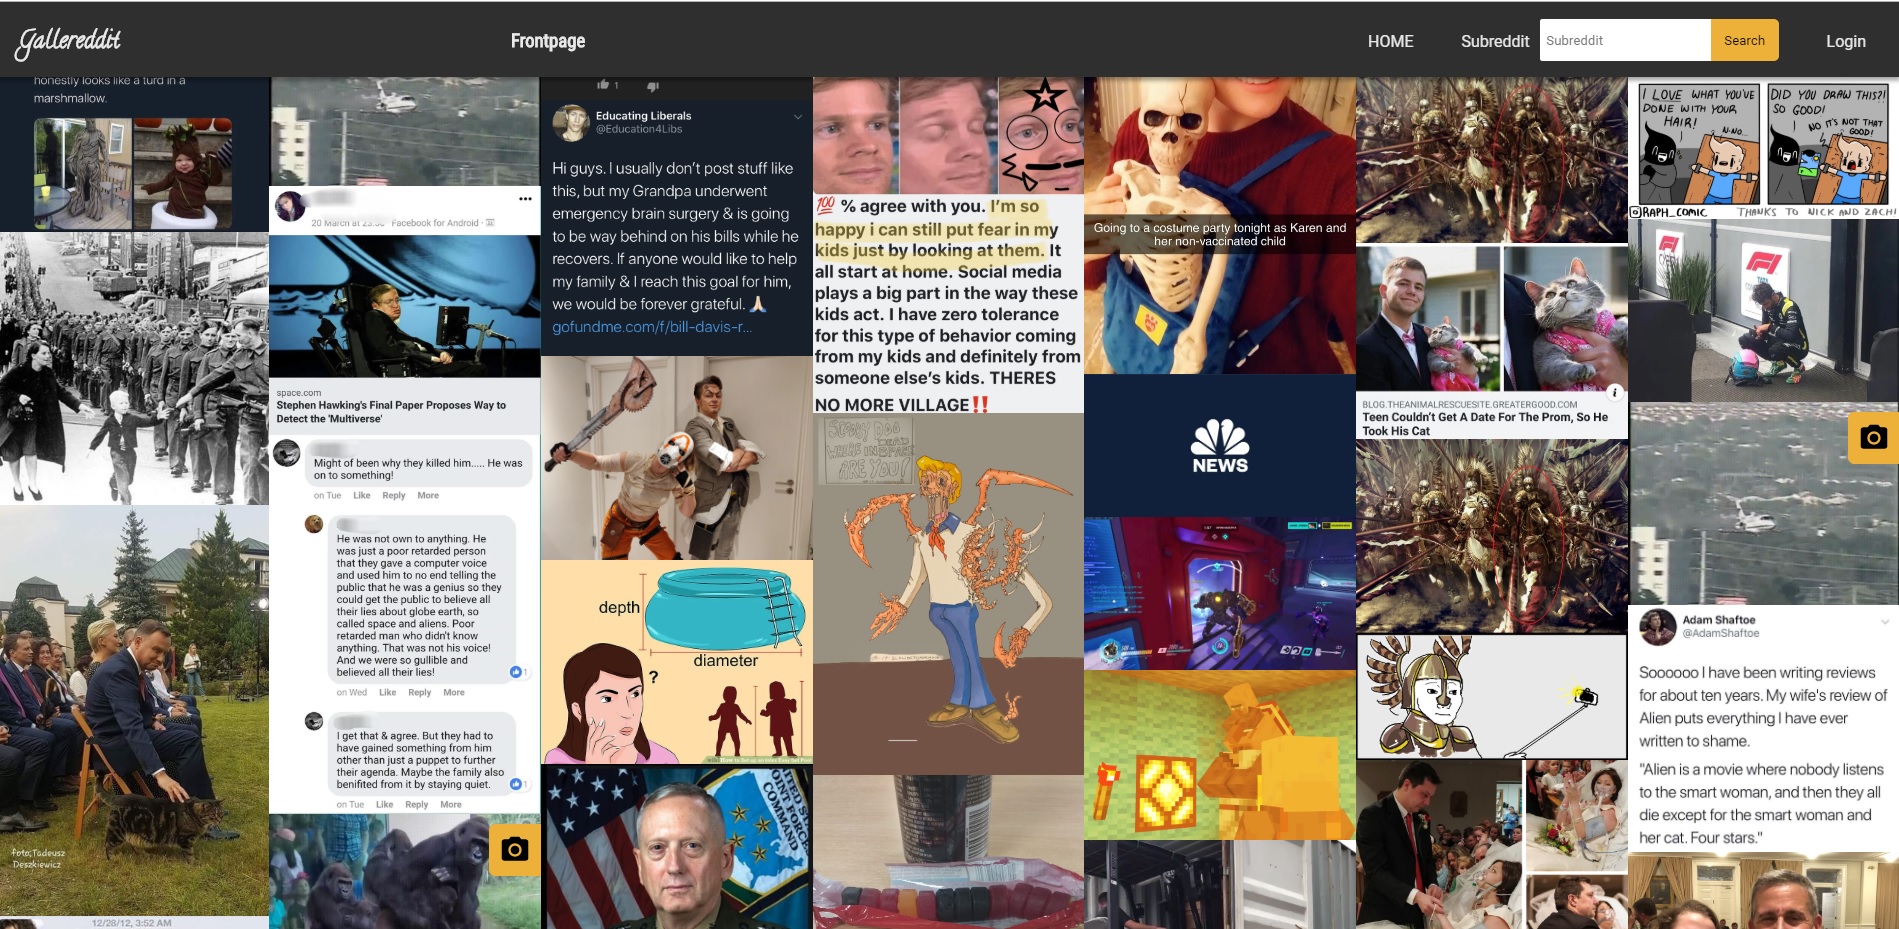 Gallereddit
Frontpage
HOME
Subreddit
Subreddit
Search
Login
honestly looks like a turd in a
marshmallow.
foto;Tadeusz
Deszkiewicz
12/28/12, 3:52 AM
20 March at
Facebook for Android
space.com
Stephen Hawking's Final Paper Proposes Way to
Detect the 'Multiverse'
Might of been why they killed him..... He was
on to something!
on Tue Like Reply More
He was not own to anything. He
was just a poor retarded person
that they gave a computer voice
and used him to no end telling the
public that he was a genius so they
could get the public to believe all
their lies about globe earth, so
called space and aliens. Poor
retarded man who didn't know
anything. That was not his voice!
And we were so gullible and
believed all their lies!
1
on Wed Like Reply More
I get that & agree. But they had to
have gained something from him
other than just a puppet to further
their agenda. Maybe the family also
benifited from it by staying quiet.
1
on Tue Like Reply More
1
Educating Liberals
@Education4Libs
Hi guys. I usually don't post stuff like
this, but my Grandpa underwent
emergency brain surgery & is going
to be way behind on his bills while he
recovers. If anyone would like to help
my family & I reach this goal for him,
we would be forever grateful. 🙏🏻
gofundme.com/f/bill-davis-r...
depth
diameter
?
UNITED STATES
COMMAND
💯 % agree with you. I'm so
happy i can still put fear in my
kids just by looking at them. It
all start at home. Social media
plays a big part in the way these
kids act. I have zero tolerance
for this type of behavior coming
from my kids and definitely from
someone else's kids. THERES
NO MORE VILLAGE‼️
ARE YOU!
Going to a costume party tonight as Karen and
her non-vaccinated child
NEWS
BLOG.THEANIMALRESCUESITE.GREATERGOOD.COM
Teen Couldn't Get A Date For The Prom, So He
Took His Cat
I LOVE WHAT YOU'VE
DONE WITH YOUR
HAIR!
N-NO...
DID YOU DRAW THIS?!
SO GOOD!
NO IT'S NOT THAT
GOOD!
@RAPH_COMIC
THANKS TO NICK AND ZACH!
F1
Adam Shaftoe
@AdamShaftoe
Soooooo I have been writing reviews
for about ten years. My wife's review of
Alien puts everything I have ever
written to shame.
"Alien is a movie where nobody listens
to the smart woman, and then they all
die except for the smart woman and
her cat. Four stars."